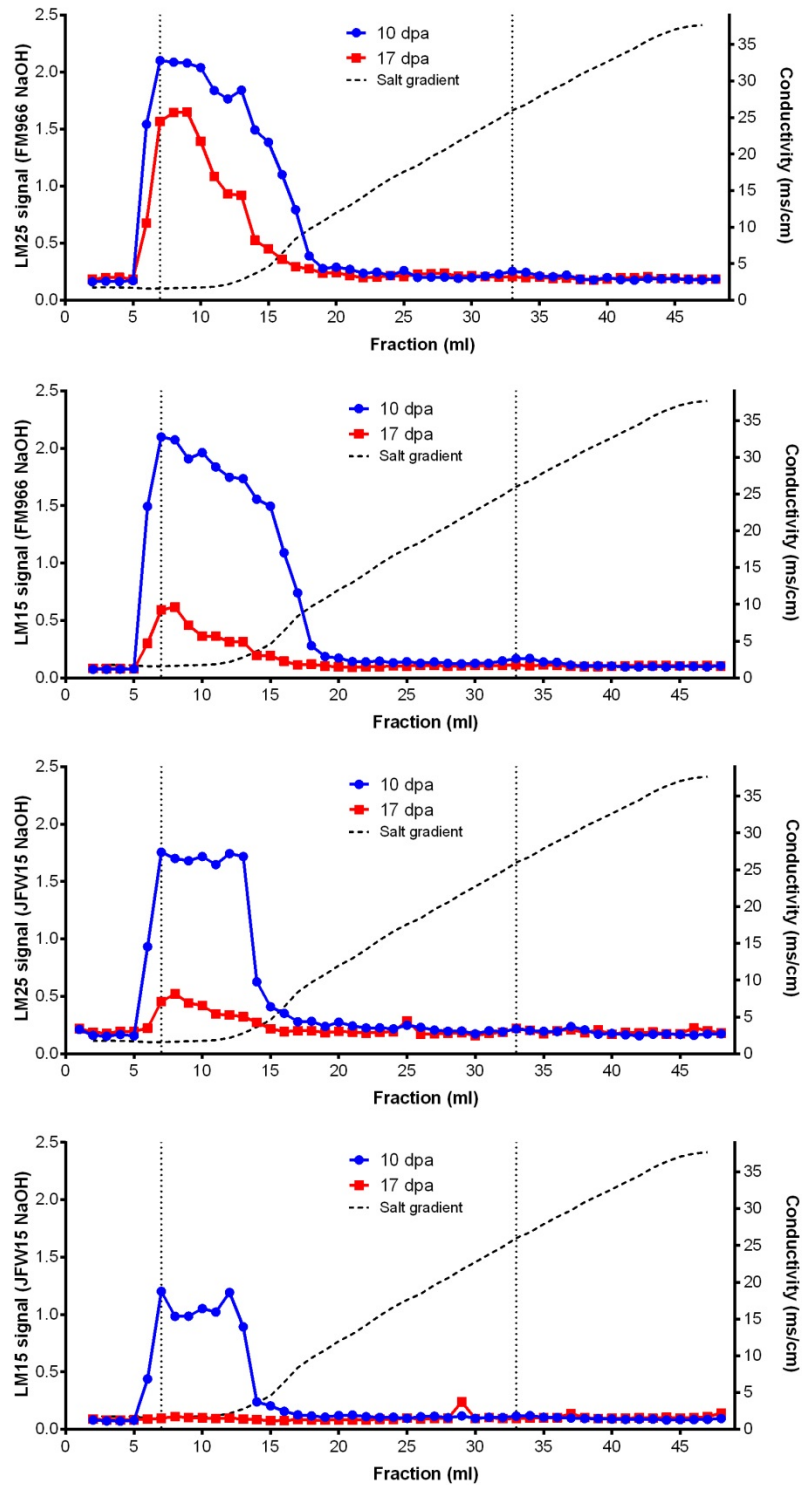 LM25 signal (FM966 NaOH)
2.5
2.0
1.5
1.0
0.5
0.0
10 dpa
17 dpa
Salt gradient
35
30
25
20
15
10
5
0
Conductivity (ms/cm)
0 5 10 15 20 25 30 35 40 45
Fraction (ml)
LM15 signal (FM966 NaOH)
2.5
2.0
1.5
1.0
0.5
0.0
10 dpa
17 dpa
Salt gradient
35
30
25
20
15
10
5
0
Conductivity (ms/cm)
0 5 10 15 20 25 30 35 40 45
Fraction (ml)
LM25 signal (JFW15 NaOH)
2.5
2.0
1.5
1.0
0.5
0.0
10 dpa
17 dpa
Salt gradient
35
30
25
20
15
10
5
0
Conductivity (ms/cm)
0 5 10 15 20 25 30 35 40 45
Fraction (ml)
LM15 signal (JFW15 NaOH)
2.5
2.0
1.5
1.0
0.5
0.0
10 dpa
17 dpa
Salt gradient
35
30
25
20
15
10
5
0
Conductivity (ms/cm)
0 5 10 15 20 25 30 35 40 45
Fraction (ml)